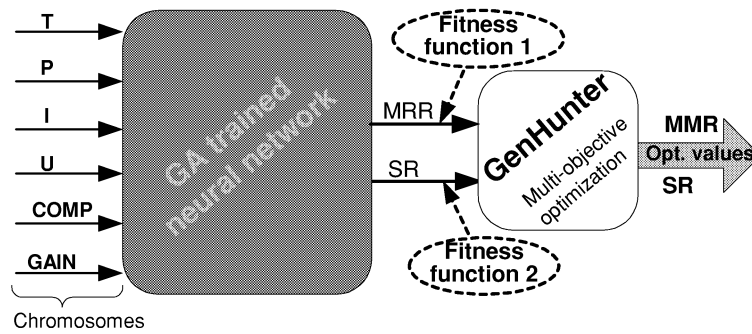 T
P
I
U
COMP
GAIN
Chromosomes
GA trained
neural network
MRR
SR
Fitness
function 1
Fitness
function 2
GenHunter
Multi-objective
optimization
MMR
Opt. values
SR